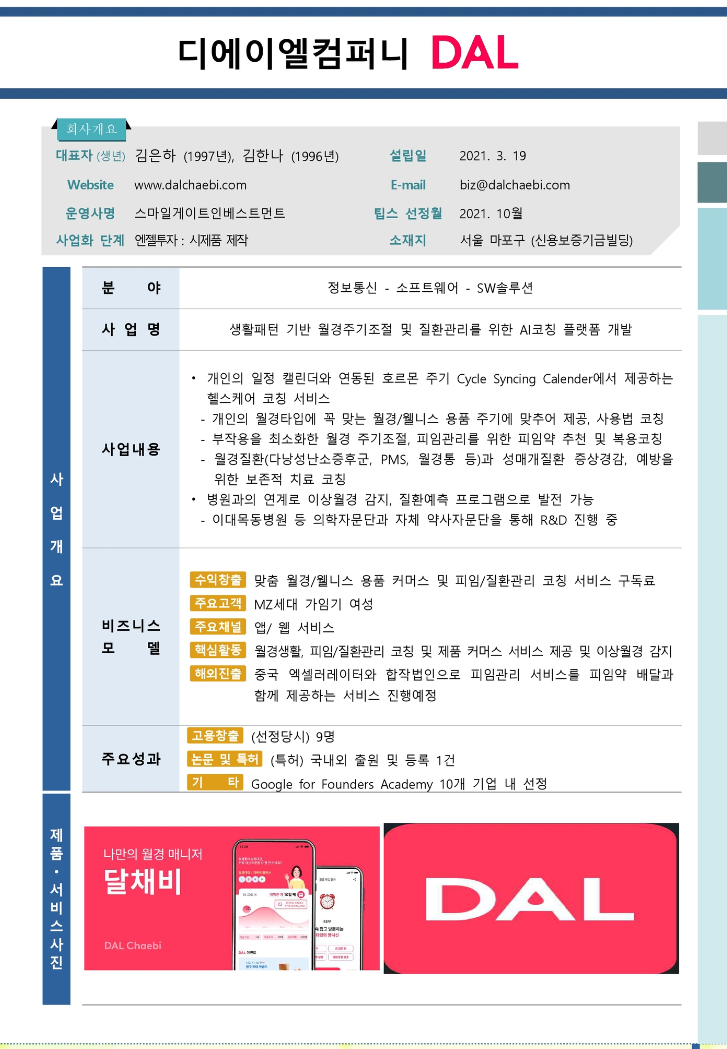 디에이엘컴퍼니 DAL
회사개요
대표자 (생년) 김은하 (1997년), 김한나 (1996년) 설립일 2021. 3. 19
Website www.dalchaebi.com E-mail biz@dalchaebi.com
운영사명 스마일게이트인베스트먼트 팁스 선정월 2021. 10월
사업화 단계 엔젤투자 : 시제품 제작 소재지 서울 마포구 (신용보증기금빌딩)
사업개요
분 야 정보통신 - 소프트웨어 - SW솔루션
사 업 명 생활패턴 기반 월경주기조절 및 질환관리를 위한 AI코칭 플랫폼 개발
사업내용
• 개인의 일정 캘린더와 연동된 호르몬 주기 Cycle Syncing Calender에서 제공하는
헬스케어 코칭 서비스
- 개인의 월경타입에 꼭 맞는 월경/웰니스 용품 주기에 맞추어 제공, 사용법 코칭
- 부작용을 최소화한 월경 주기조절, 피임관리를 위한 피임약 추천 및 복용코칭
- 월경질환(다낭성난소증후군, PMS, 월경통 등)과 성매개질환 증상경감, 예방을
위한 보존적 치료 코칭
• 병원과의 연계로 이상월경 감지, 질환예측 프로그램으로 발전 가능
- 이대목동병원 등 의학자문단과 자체 약사자문단을 통해 R&D 진행 중
비즈니스
모 델
수익창출 맞춤 월경/웰니스 용품 커머스 및 피임/질환관리 코칭 서비스 구독료
주요고객 MZ세대 가임기 여성
주요채널 앱/ 웹 서비스
핵심활동 월경생활, 피임/질환관리 코칭 및 제품 커머스 서비스 제공 및 이상월경 감지
해외진출 중국 엑셀러레이터와 합작법인으로 피임관리 서비스를 피임약 배달과
함께 제공하는 서비스 진행예정
주요성과
고용창출 (선정당시) 9명
논문 및 특허 (특허) 국내외 출원 및 등록 1건
기 타 Google for Founders Academy 10개 기업 내 선정
제품·서비스사진
나만의 월경 매니저
달채비
DAL Chaebi
DAL